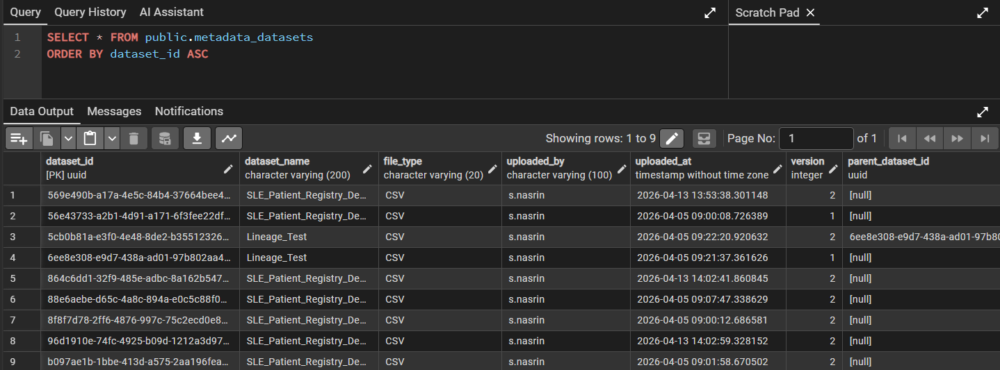 Query Query History AI Assistant Scratch Pad
1 SELECT * FROM public.metadata_datasets
2 ORDER BY dataset_id ASC
Data Output Messages Notifications
Showing rows: 1 to 9 Page No: 1 of 1
dataset_id dataset_name file_type uploaded_by uploaded_at version parent_dataset_id
[PK] uuid character varying (200) character varying (20) character varying (100) timestamp without time zone integer uuid
1 569e490b-a17a-4e5c-84b4-37664bee4… SLE_Patient_Registry_De… CSV s.nasrin 2026-04-13 13:53:38.301148 2 [null]
2 56e43733-a2b1-4d91-a171-6f3fee22df… SLE_Patient_Registry_De… CSV s.nasrin 2026-04-05 09:00:08.726389 1 [null]
3 5cb0b81a-e3f0-4e48-8de2-b35512326… Lineage_Test CSV s.nasrin 2026-04-05 09:22:20.920632 2 6ee8e308-e9d7-438a-ad01-97b80
4 6ee8e308-e9d7-438a-ad01-97b802aa4… Lineage_Test CSV s.nasrin 2026-04-05 09:21:37.361626 1 [null]
5 864c6dd1-32f9-485e-adbc-8a162b547… SLE_Patient_Registry_De… CSV s.nasrin 2026-04-13 14:02:41.860845 2 [null]
6 88e6aebe-d65c-4a8c-894a-e0c5c88f0… SLE_Patient_Registry_De… CSV s.nasrin 2026-04-05 09:07:47.338629 2 [null]
7 8f8f7d78-2ff6-4876-997c-75c2ecd0e8… SLE_Patient_Registry_De… CSV s.nasrin 2026-04-05 09:00:12.686581 2 [null]
8 96d1910e-74fc-4925-b09d-1212a3d97… SLE_Patient_Registry_De… CSV s.nasrin 2026-04-13 14:02:59.328152 2 [null]
9 b097ae1b-1bbe-413d-a575-2aa196fea… SLE_Patient_Registry_De… CSV s.nasrin 2026-04-05 09:01:58.670502 2 [null]